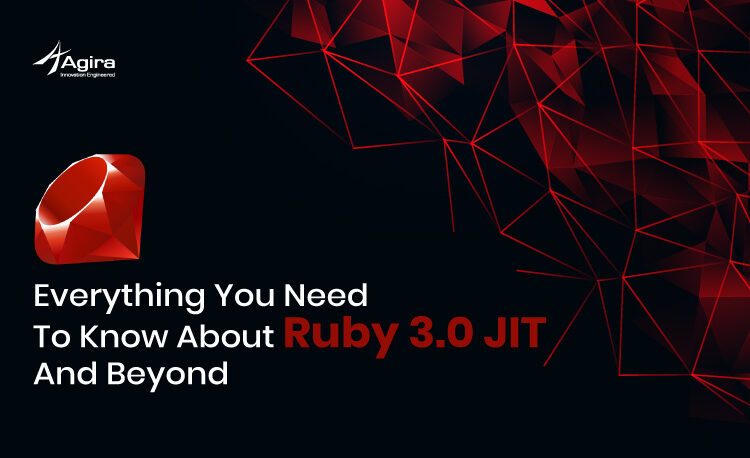 Agira
Innovation Engineered
Everything You Need
To Know About Ruby 3.0 JIT
And Beyond